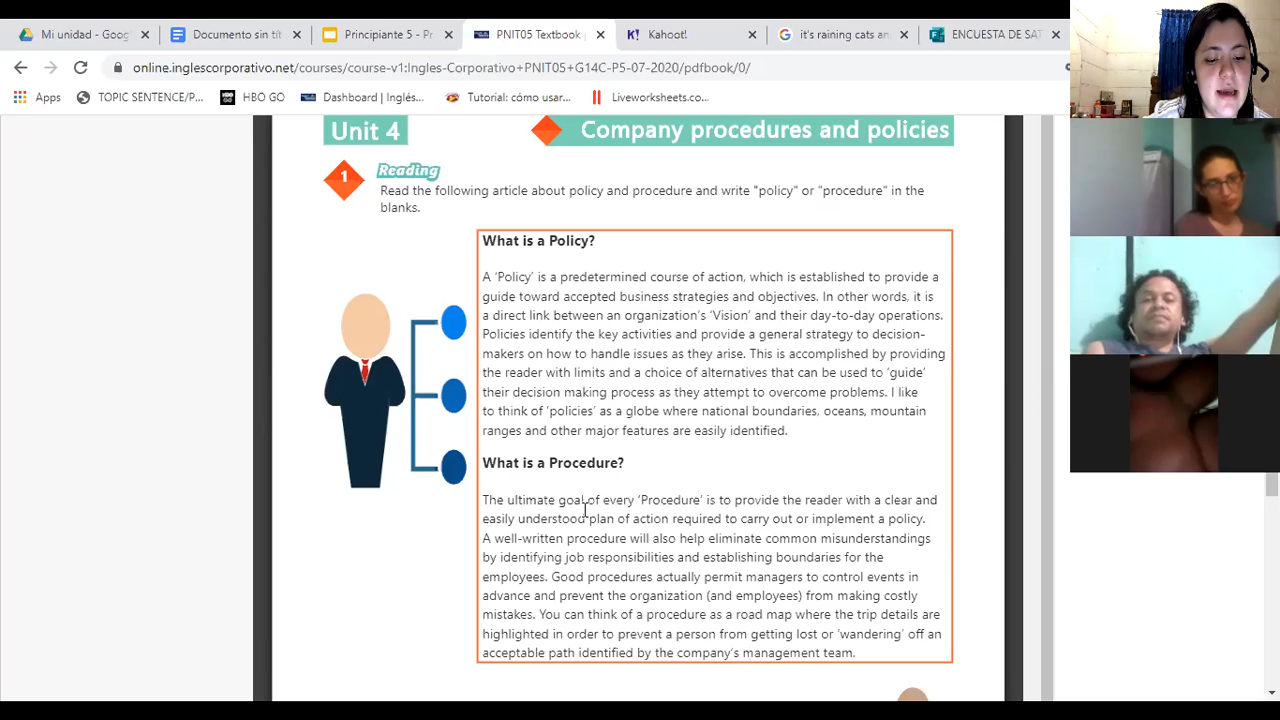 Mi unidad - Goog
Documento sin tít
Principiante 5 - Pr
PNIT05 Textbook
Kahoot!
it's raining cats an
ENCUESTA DE SAT
online.inglescorporativo.net/courses/course-v1:Ingles-Corporativo+PNIT05+G14C-P5-07-2020/pdfbook/0/
Apps
TOPIC SENTENCE/P...
HBO GO
Dashboard | Inglés...
Tutorial: cómo usar...
Liveworksheets.co...
Unit 4
Company procedures and policies
1
Reading
Read the following article about policy and procedure and write "policy" or "procedure" in the
blanks.
What is a Policy?
A ‘Policy’ is a predetermined course of action, which is established to provide a
guide toward accepted business strategies and objectives. In other words, it is
a direct link between an organization’s ‘Vision’ and their day-to-day operations.
Policies identify the key activities and provide a general strategy to decision-
makers on how to handle issues as they arise. This is accomplished by providing
the reader with limits and a choice of alternatives that can be used to ‘guide’
their decision making process as they attempt to overcome problems. I like
to think of ‘policies’ as a globe where national boundaries, oceans, mountain
ranges and other major features are easily identified.
What is a Procedure?
The ultimate goal of every ‘Procedure’ is to provide the reader with a clear and
easily understood plan of action required to carry out or implement a policy.
A well-written procedure will also help eliminate common misunderstandings
by identifying job responsibilities and establishing boundaries for the
employees. Good procedures actually permit managers to control events in
advance and prevent the organization (and employees) from making costly
mistakes. You can think of a procedure as a road map where the trip details are
highlighted in order to prevent a person from getting lost or ‘wandering’ off an
acceptable path identified by the company’s management team.